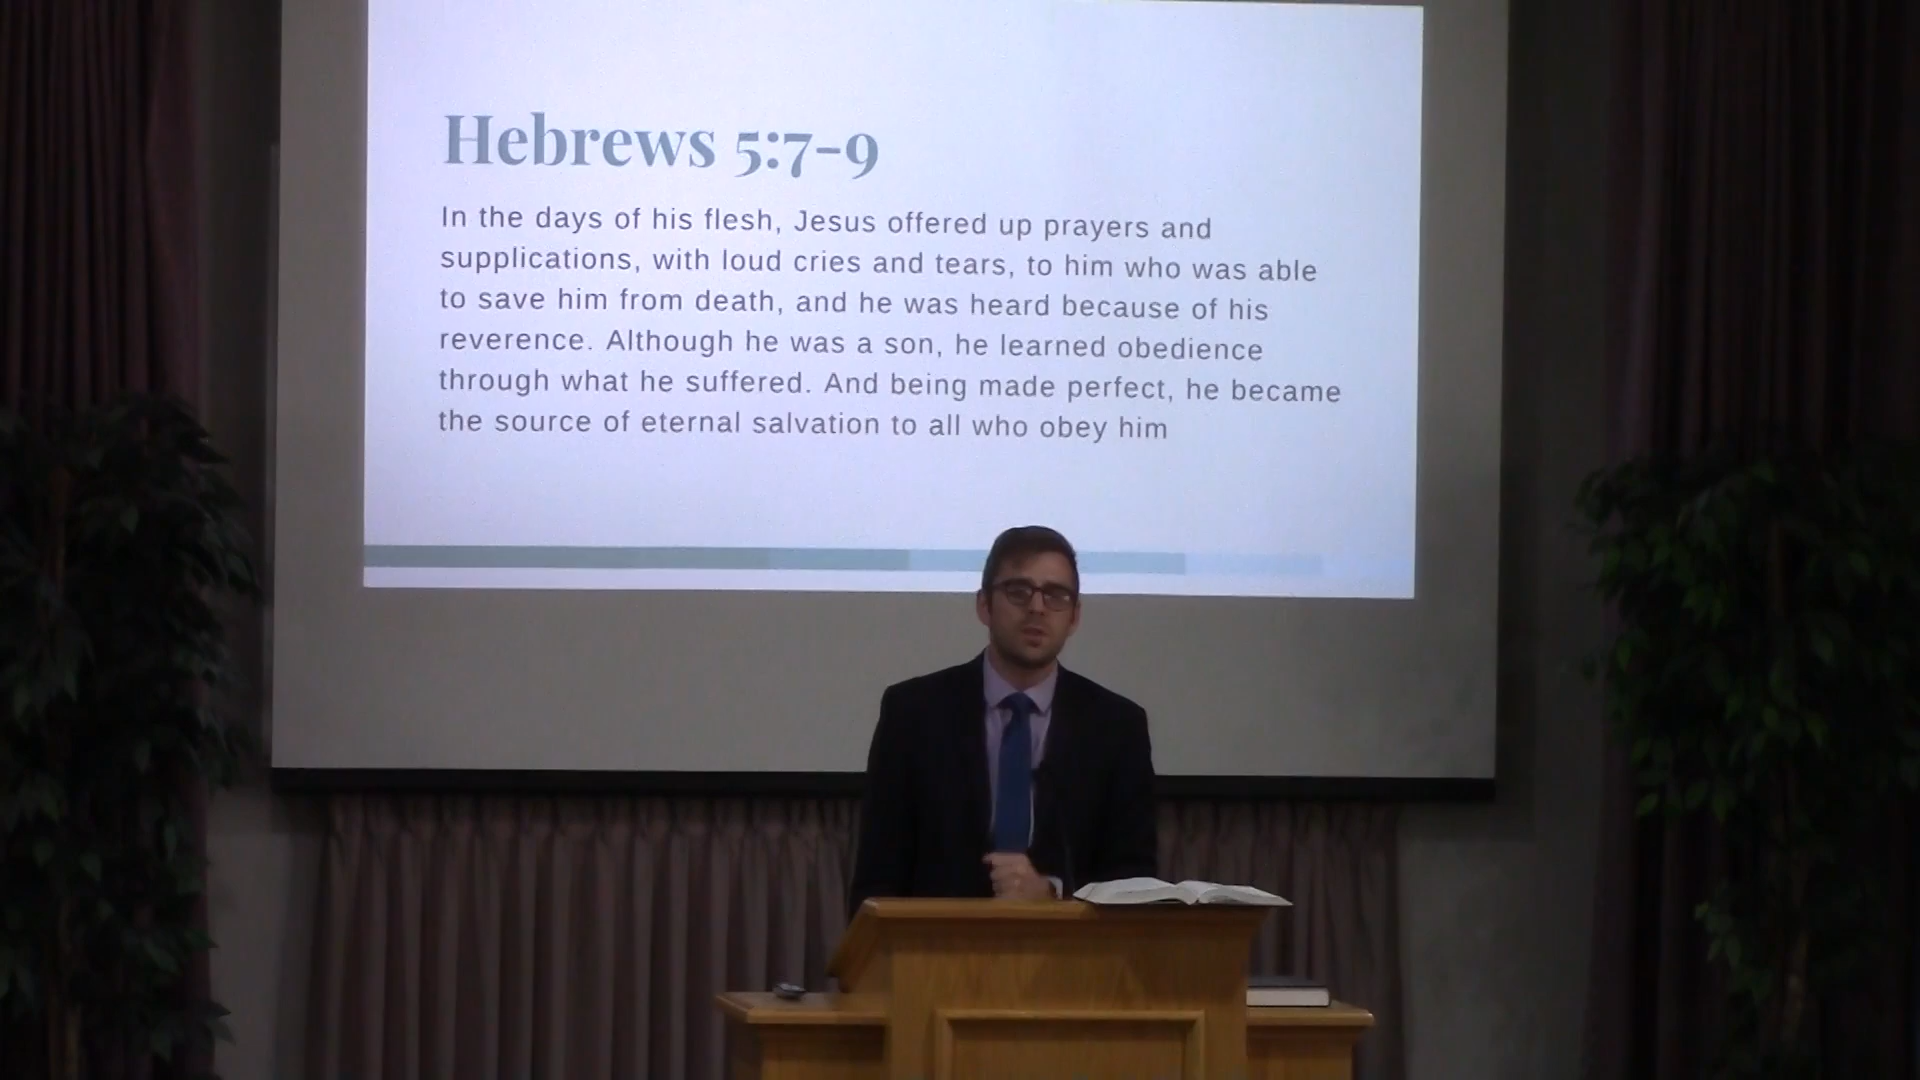 Hebrews 5:7-9
In the days of his flesh, Jesus offered up prayers and
supplications, with loud cries and tears, to him who was able
to save him from death, and he was heard because of his
reverence. Although he was a son, he learned obedience
through what he suffered. And being made perfect, he became
the source of eternal salvation to all who obey him